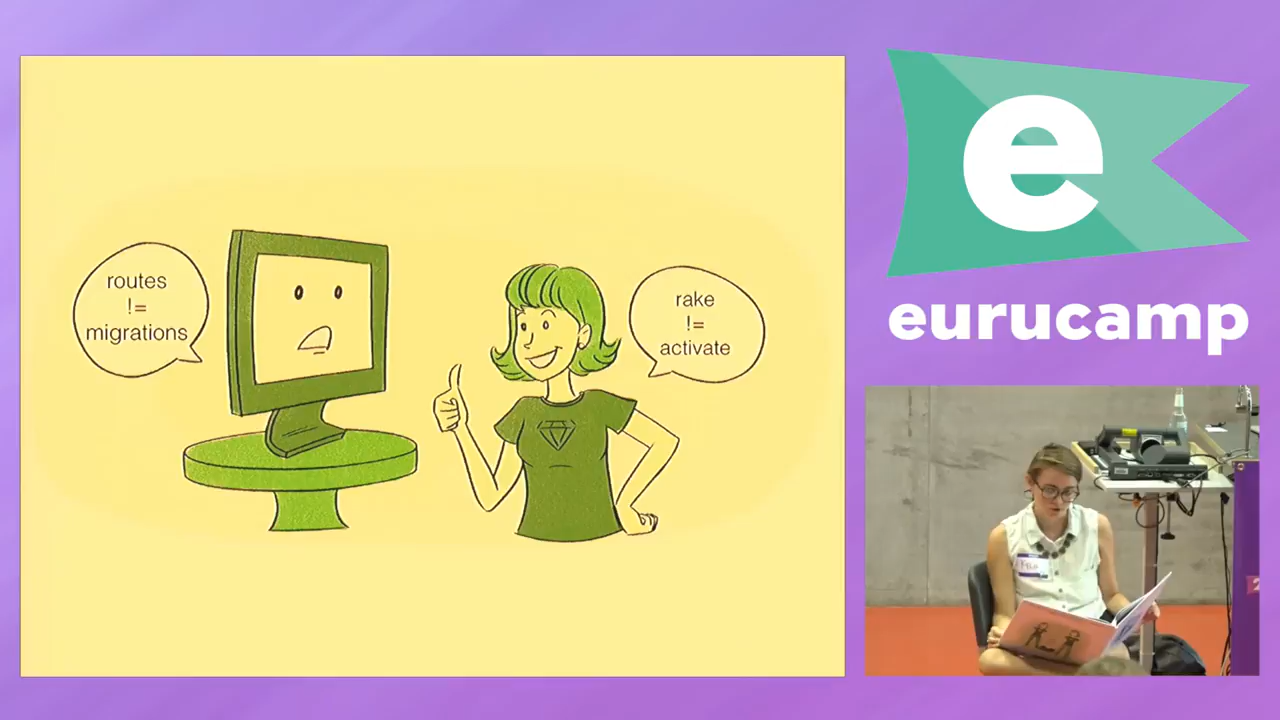 routes
!=
migrations
rake
!=
activate
e
eurucamp